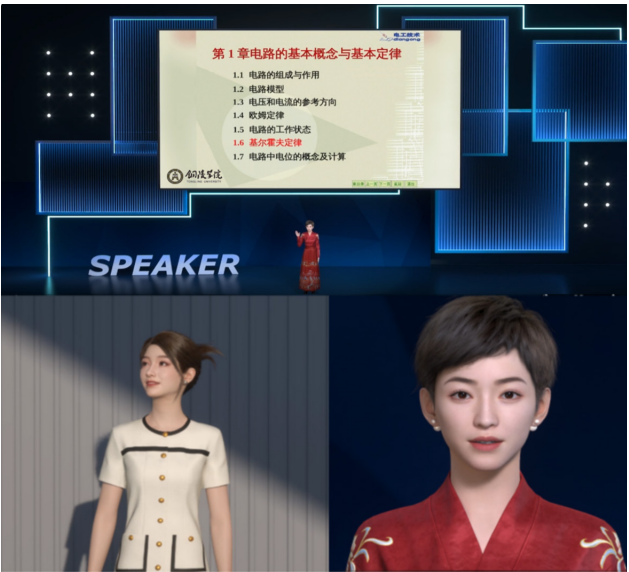 电工技术
第 1 章电路的基本概念与基本定律
1.1 电路的组成与作用
1.2 电路模型
1.3 电压和电流的参考方向
1.4 欧姆定律
1.5 电路的工作状态
1.6 基尔霍夫定律
1.7 电路中电位的概念及计算
铜陵学院
SPEAKER